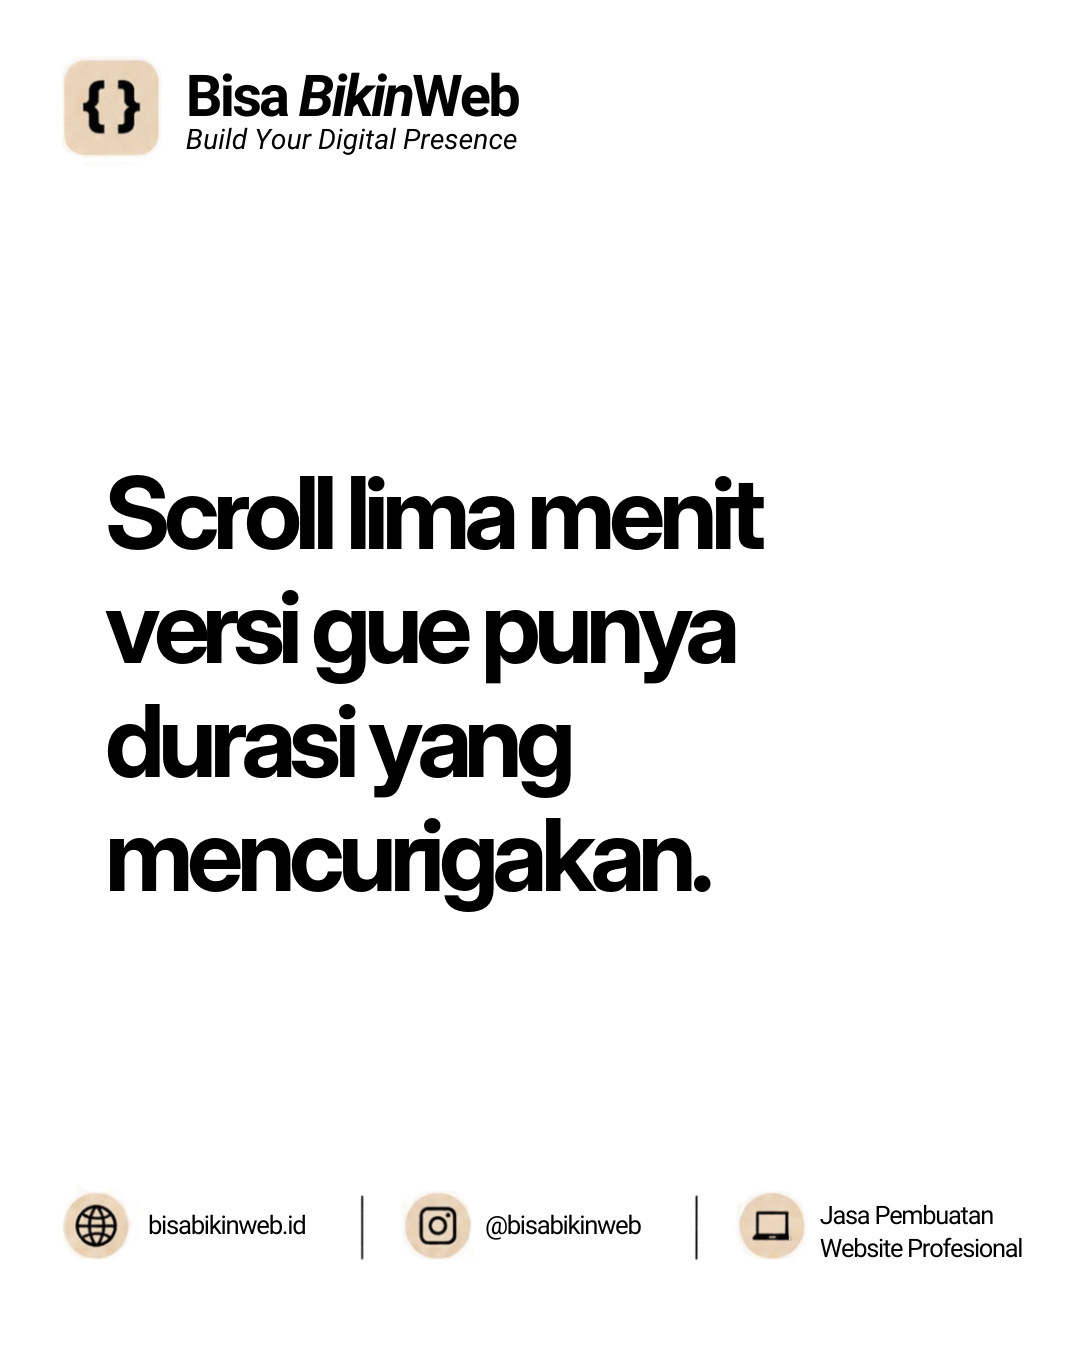 { }
Bisa BikinWeb
Build Your Digital Presence
Scroll lima menit
versi gue punya
durasi yang
mencurigakan.
bisabikinweb.id
@bisabikinweb
Jasa Pembuatan
Website Profesional